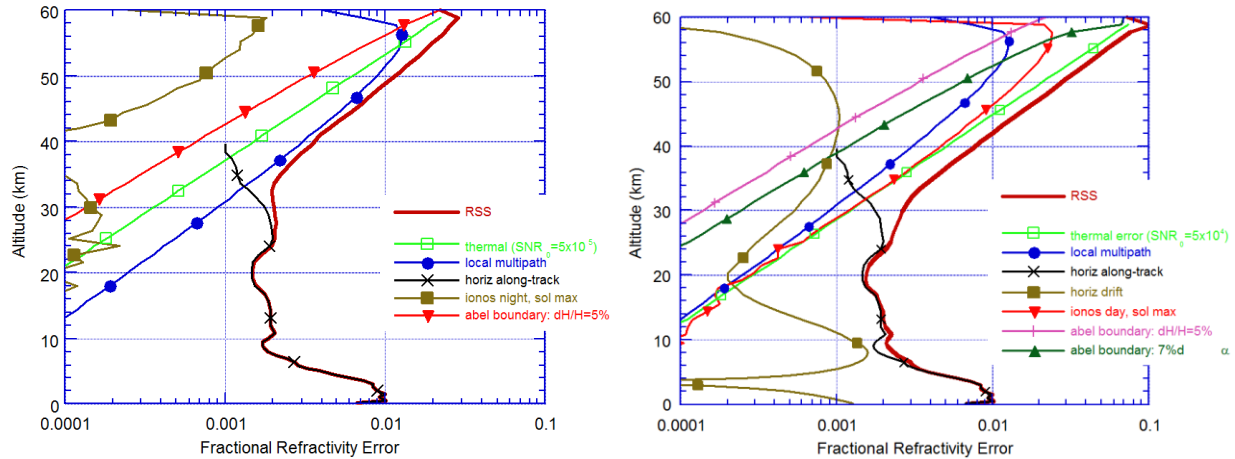 60
50
40
30
20
10
0
Altitude (km)
0.0001
0.001
0.01
0.1
Fractional Refractivity Error
RSS
thermal (SNR0=5x10^5)
local multipath
horiz along-track
ionos night, sol max
abel boundary: dH/H=5%
60
50
40
30
20
10
0
Altitude (km)
0.0001
0.001
0.01
0.1
Fractional Refractivity Error
RSS
thermal error (SNR0=5x10^4)
local multipath
horiz along-track
horiz drift
ionos day, sol max
abel boundary: dH/H=5%
abel boundary: 7%d α